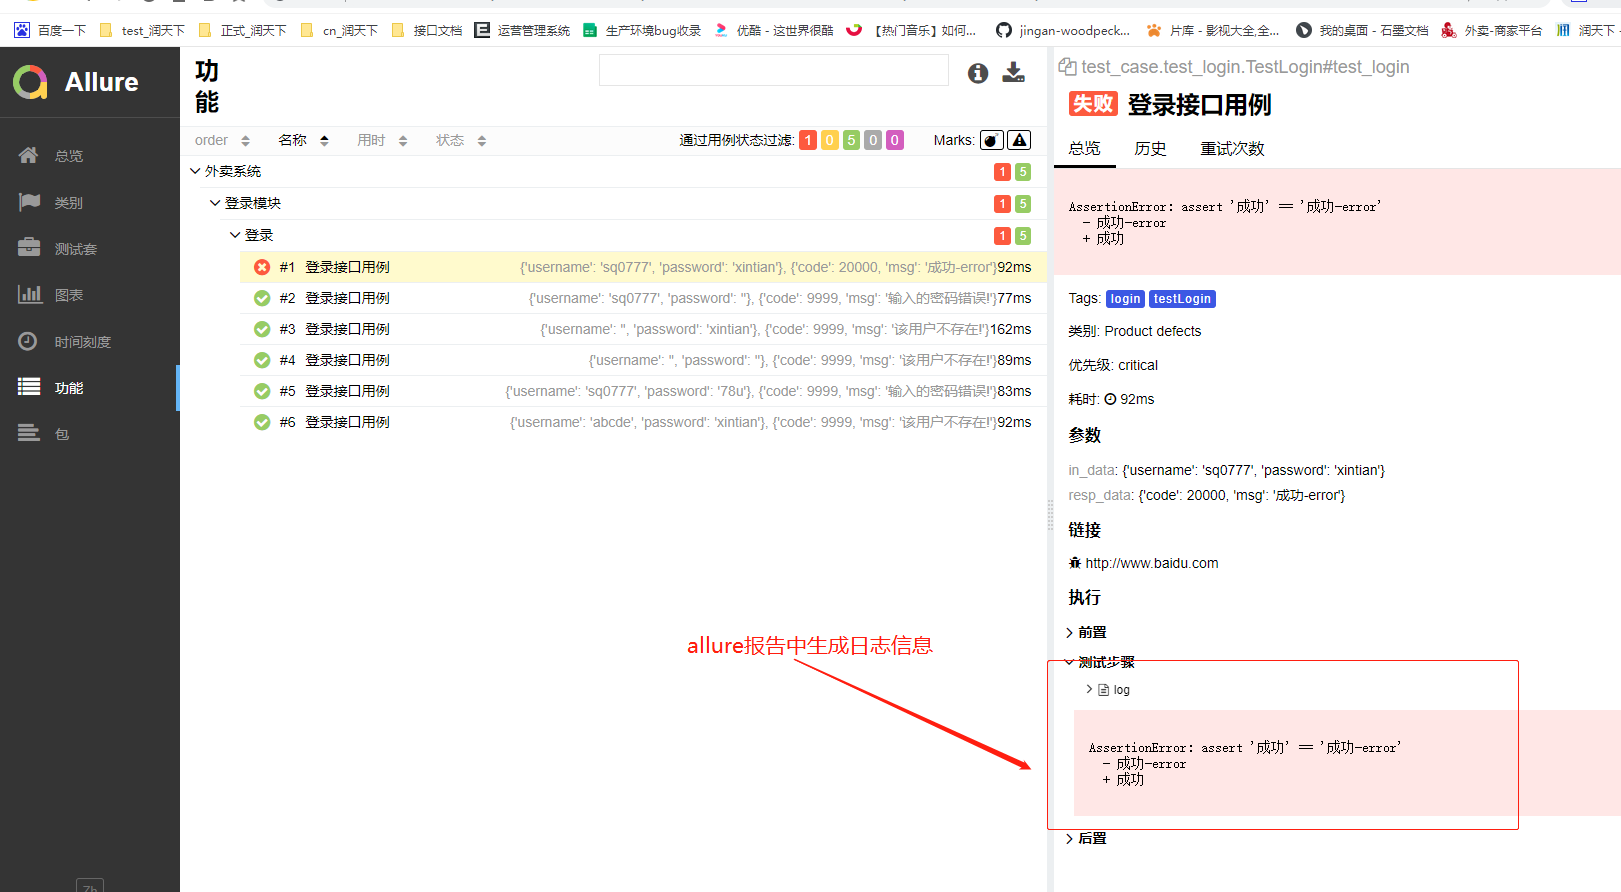 百度一下 test_润天下 正式_润天下 cn_润天下 接口文档 运营管理系统 生产环境bug收录 优酷 - 这世界很酷 【热门音乐】如何... jingan-woodpeck... 片库 - 影视大全,全... 我的桌面 - 石墨文档 外卖-商家平台 润天下 -
Allure
总览
类别
测试套
图表
时间刻度
功能
包
Zh
功
能
order 名称 用时 状态 通过用例状态过滤: 1 0 5 0 0 Marks:
外卖系统 1 5
登录模块 1 5
登录 1 5
#1 登录接口用例 {'username': 'sq0777', 'password': 'xintian'}, {'code': 20000, 'msg': '成功-error'}92ms
#2 登录接口用例 {'username': 'sq0777', 'password': ''}, {'code': 9999, 'msg': '输入的密码错误!'}77ms
#3 登录接口用例 {'username': '', 'password': 'xintian'}, {'code': 9999, 'msg': '该用户不存在!'}162ms
#4 登录接口用例 {'username': '', 'password': ''}, {'code': 9999, 'msg': '该用户不存在!'}89ms
#5 登录接口用例 {'username': 'sq0777', 'password': '78u'}, {'code': 9999, 'msg': '输入的密码错误!'}83ms
#6 登录接口用例 {'username': 'abcde', 'password': 'xintian'}, {'code': 9999, 'msg': '该用户不存在!'}92ms
allure报告中生成日志信息
test_case.test_login.TestLogin#test_login
失败 登录接口用例
总览 历史 重试次数
AssertionError: assert '成功' == '成功-error'
- 成功-error
+ 成功
Tags: login testLogin
类别: Product defects
优先级: critical
耗时: 92ms
参数
in_data: {'username': 'sq0777', 'password': 'xintian'}
resp_data: {'code': 20000, 'msg': '成功-error'}
链接
http://www.baidu.com
执行
前置
测试步骤
log
AssertionError: assert '成功' == '成功-error'
- 成功-error
+ 成功
后置